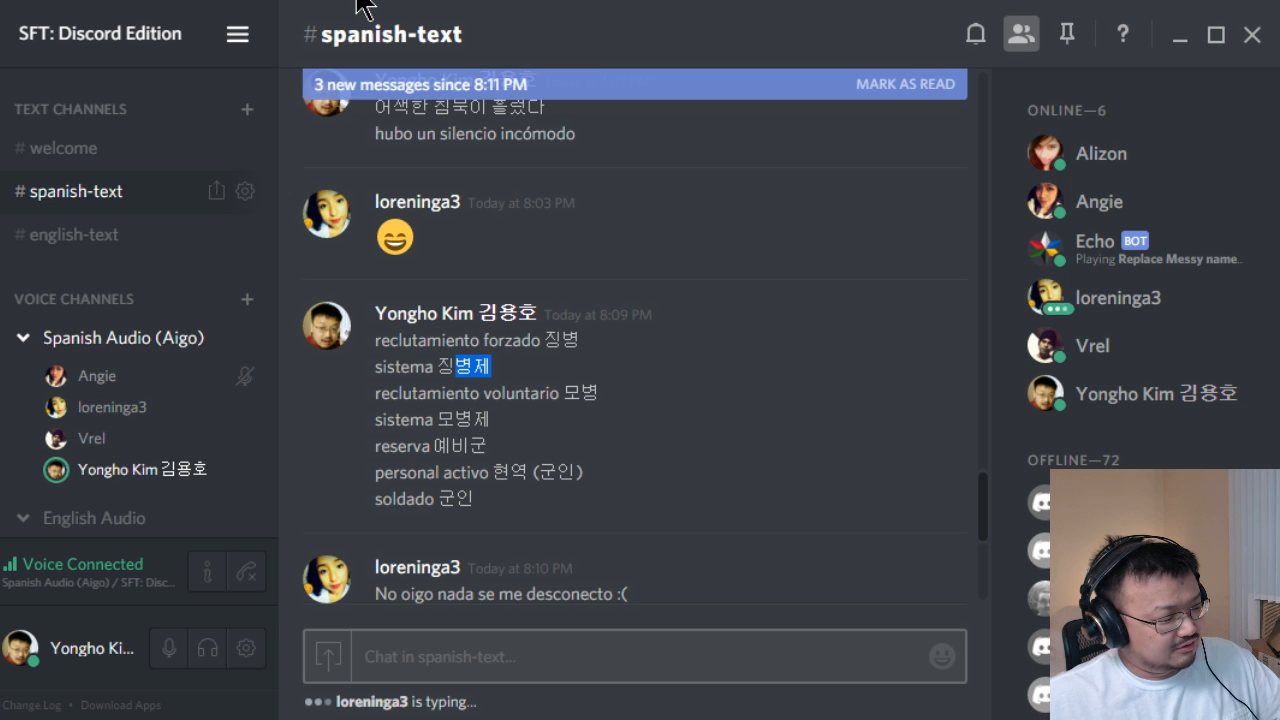 SFT: Discord Edition
TEXT CHANNELS
# welcome
# spanish-text
# english-text
VOICE CHANNELS
Spanish Audio (Aigo)
Angie
loreninga3
Vrel
Yongho Kim 김용호
English Audio
Voice Connected
Spanish Audio (Aigo) / SFT: Disc...
Yongho Ki...
Change Log • Download Apps
# spanish-text
3 new messages since 8:11 PM
MARK AS READ
Yongho Kim 김용호
어색한 침묵이 흘렀다
hubo un silencio incómodo
loreninga3 Today at 8:03 PM
Yongho Kim 김용호 Today at 8:09 PM
reclutamiento forzado 징병
sistema 징병제
reclutamiento voluntario 모병
sistema 모병제
reserva 예비군
personal activo 현역 (군인)
soldado 군인
loreninga3 Today at 8:10 PM
No oigo nada se me desconecto :(
Chat in spanish-text...
loreninga3 is typing...
ONLINE—6
Alizon
Angie
Echo BOT
Playing Replace Messy name..
loreninga3
Vrel
Yongho Kim 김용호
OFFLINE—72